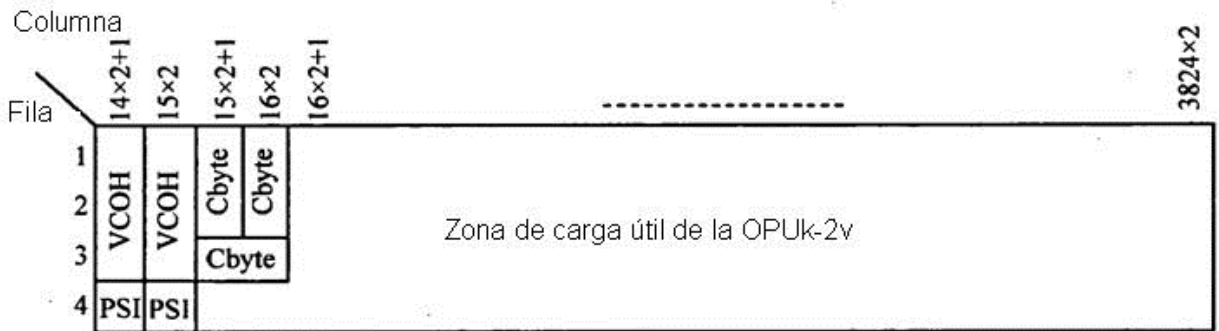 Columna
14×2+1
15×2
15×2+1
16×2
16×2+1
3824×2
Fila
1
2
3
4
VCOH
VCOH
Cbyte
Cbyte
Cbyte
PSI
PSI
Zona de carga útil de la OPUk-2v